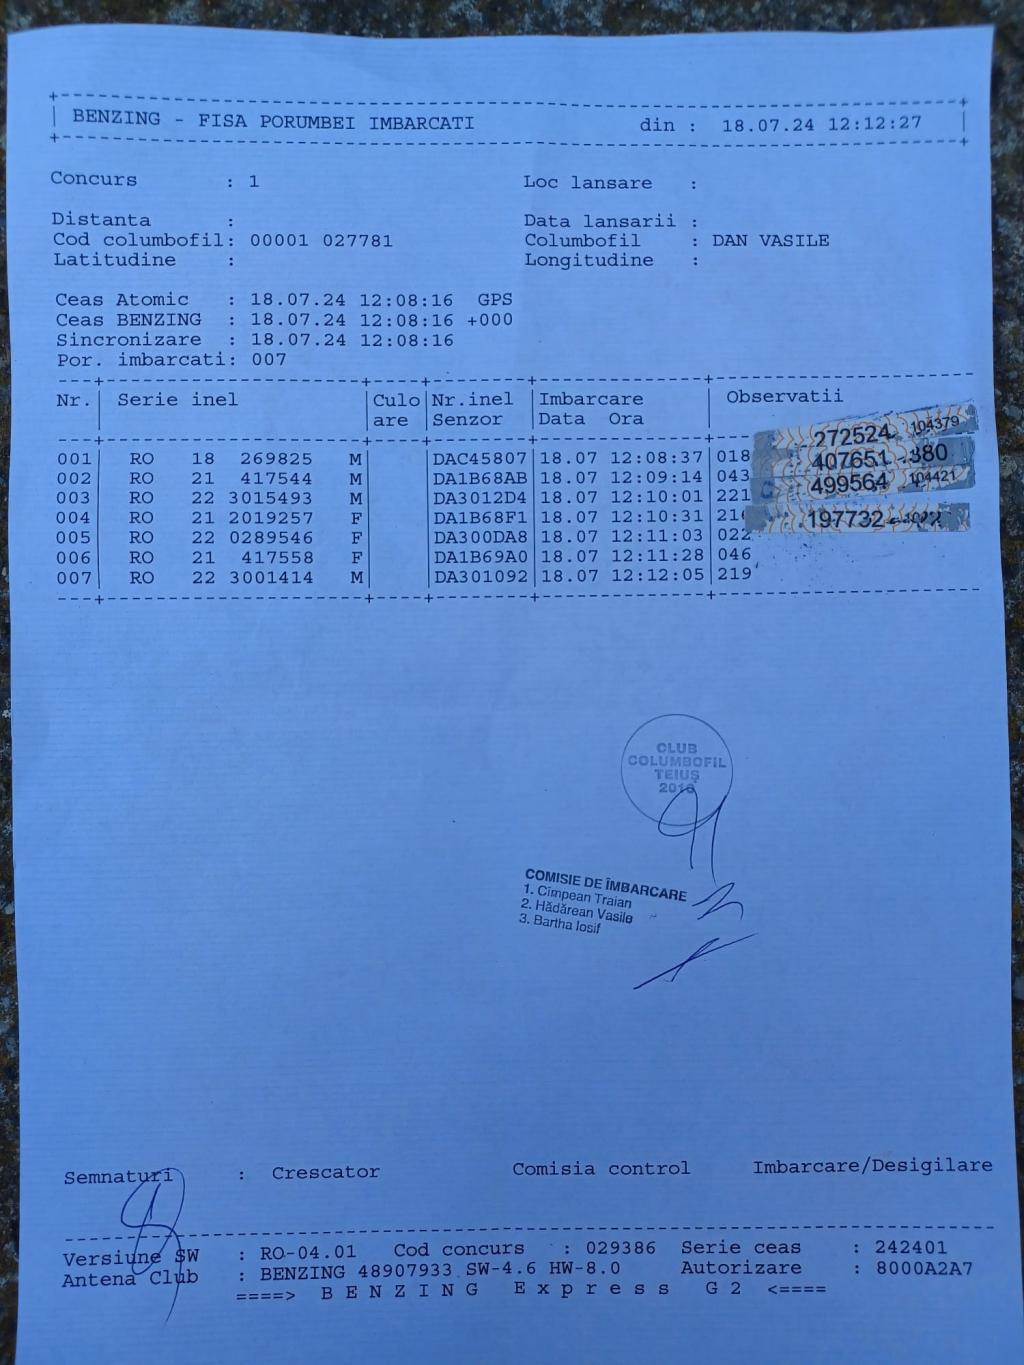 BENZING - FISA PORUMBEI IMBARCATI din : 18.07.24 12:12:27
Concurs : 1 Loc lansare :
Distanta : Data lansarii :
Cod columbofil: 00001 027781 Columbofil : DAN VASILE
Latitudine : Longitudine :
Ceas Atomic : 18.07.24 12:08:16 GPS
Ceas BENZING : 18.07.24 12:08:16 +000
Sincronizare : 18.07.24 12:08:16
Por. imbarcati: 007
Nr. Serie inel Culo Nr.inel Imbarcare Observatii
are Senzor Data Ora
272524 104379
001 RO 18 269825 M DAC45807 18.07 12:08:37 018 407651 380
002 RO 21 417544 M DA1B68AB 18.07 12:09:14 043 499564 104421
003 RO 22 3015493 M DA3012D4 18.07 12:10:01 221
004 RO 21 2019257 F DA1B68F1 18.07 12:10:31 197732
005 RO 22 0289546 F DA300DA8 18.07 12:11:03 022
006 RO 21 417558 F DA1B69A0 18.07 12:11:28 046
007 RO 22 3001414 M DA301092 18.07 12:12:05 219
CLUB
COLUMBOFIL
TEIUŞ
COMISIE DE ÎMBARCARE
1. Cîmpean Traian
2. Hădărean Vasile
3. Bartha Iosif
Semnaturi : Crescator Comisia control Imbarcare/Desigilare
Versiune SW : RO-04.01 Cod concurs : 029386 Serie ceas : 242401
Antena Club : BENZING 48907933 SW-4.6 HW-8.0 Autorizare : 8000A2A7
====> B E N Z I N G E x p r e s s G 2 <====